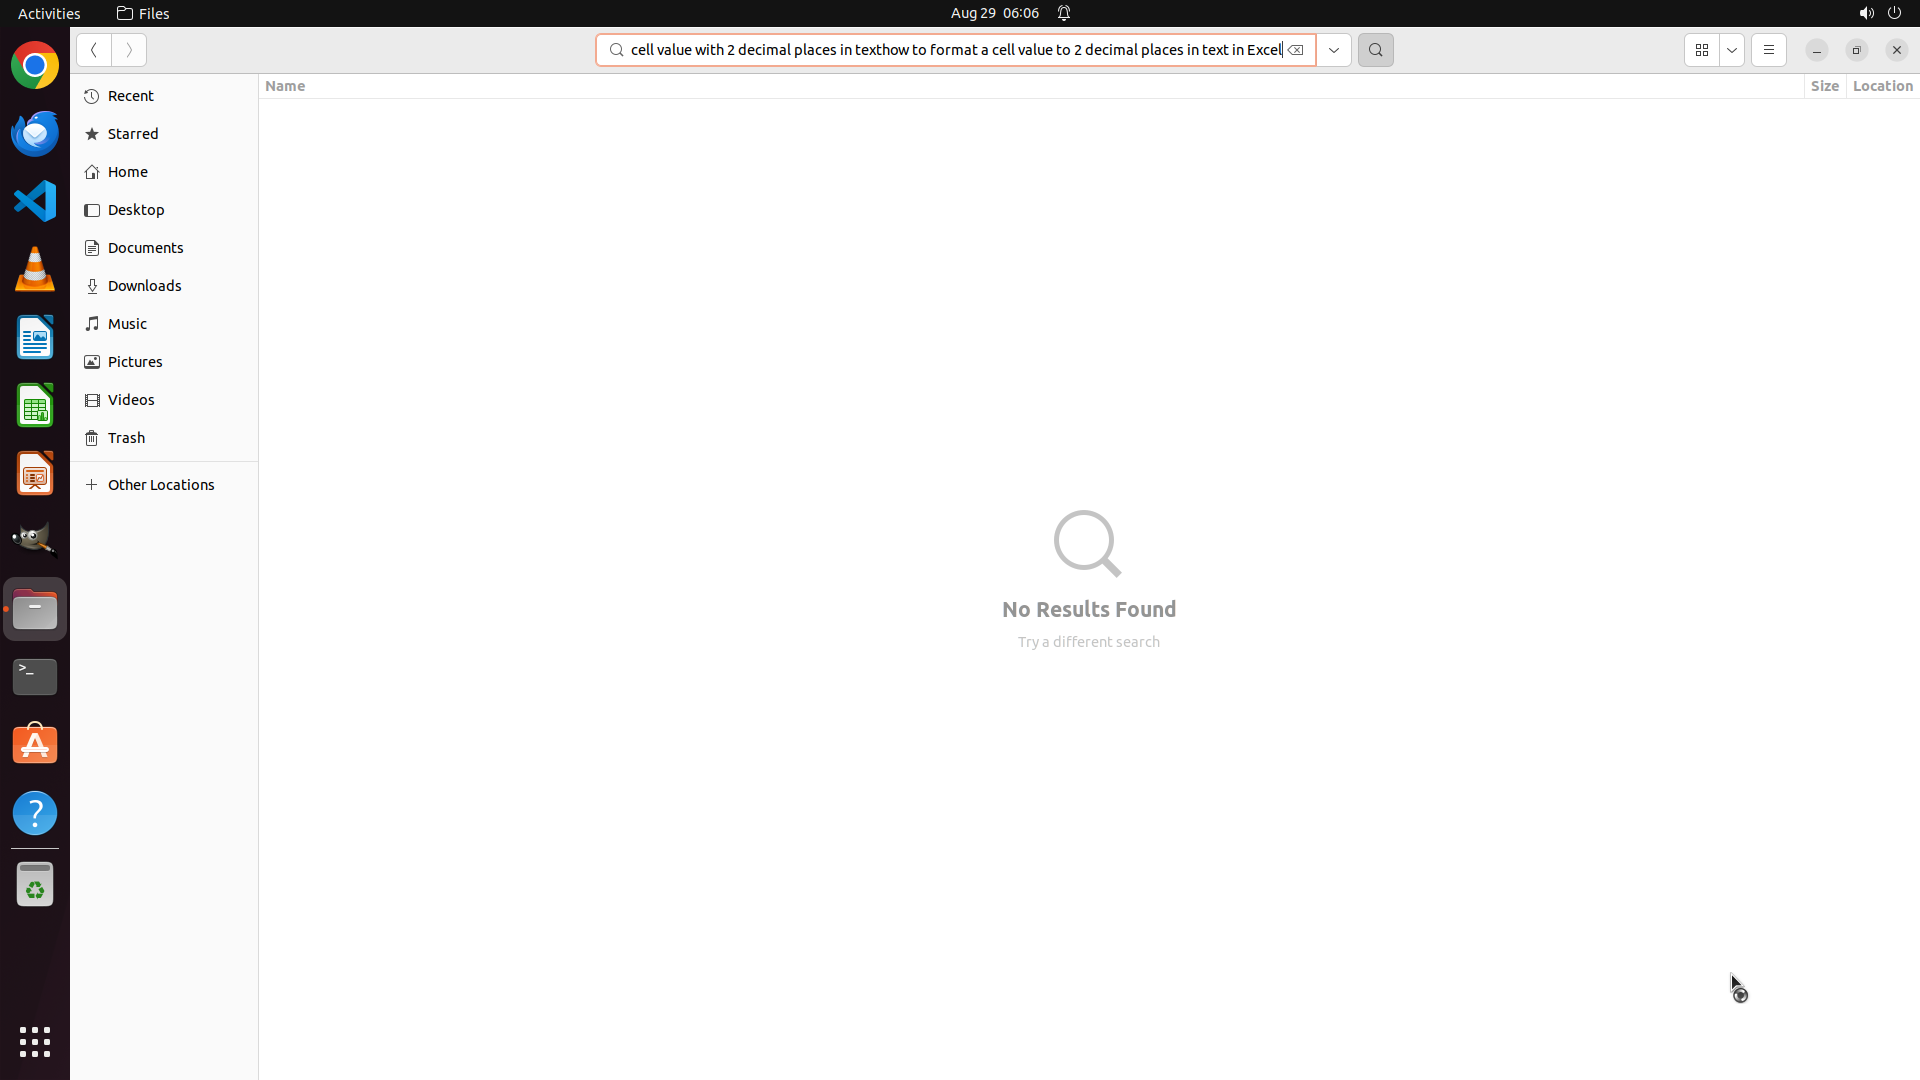 Activities
Files
Aug 29 06:06
cell value with 2 decimal places in texthow to format a cell value to 2 decimal places in text in Excel
Recent
Starred
Home
Desktop
Documents
Downloads
Music
Pictures
Videos
Trash
Other Locations
Name
Size
Location
No Results Found
Try a different search